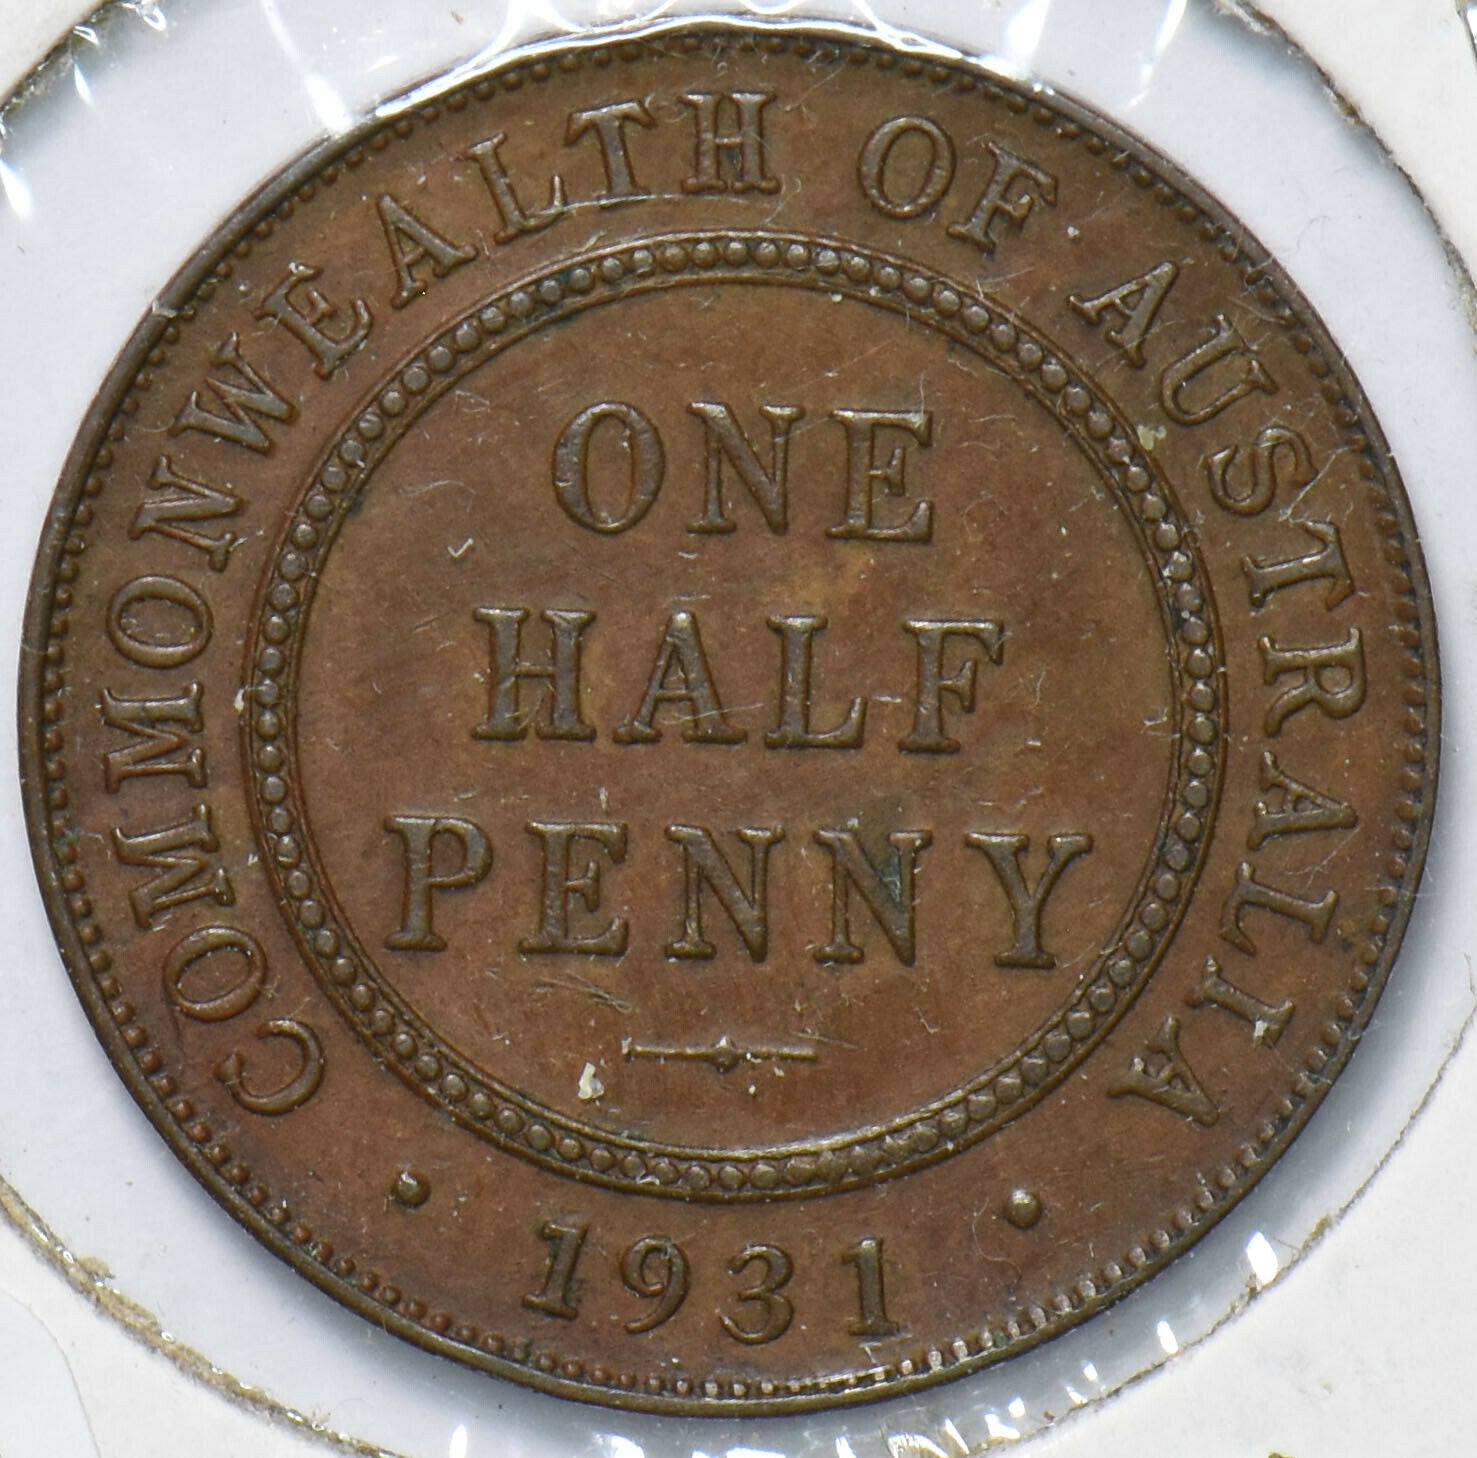 COMMONWEALTH OF AUSTRALIA
ONE
HALF
PENNY
1931